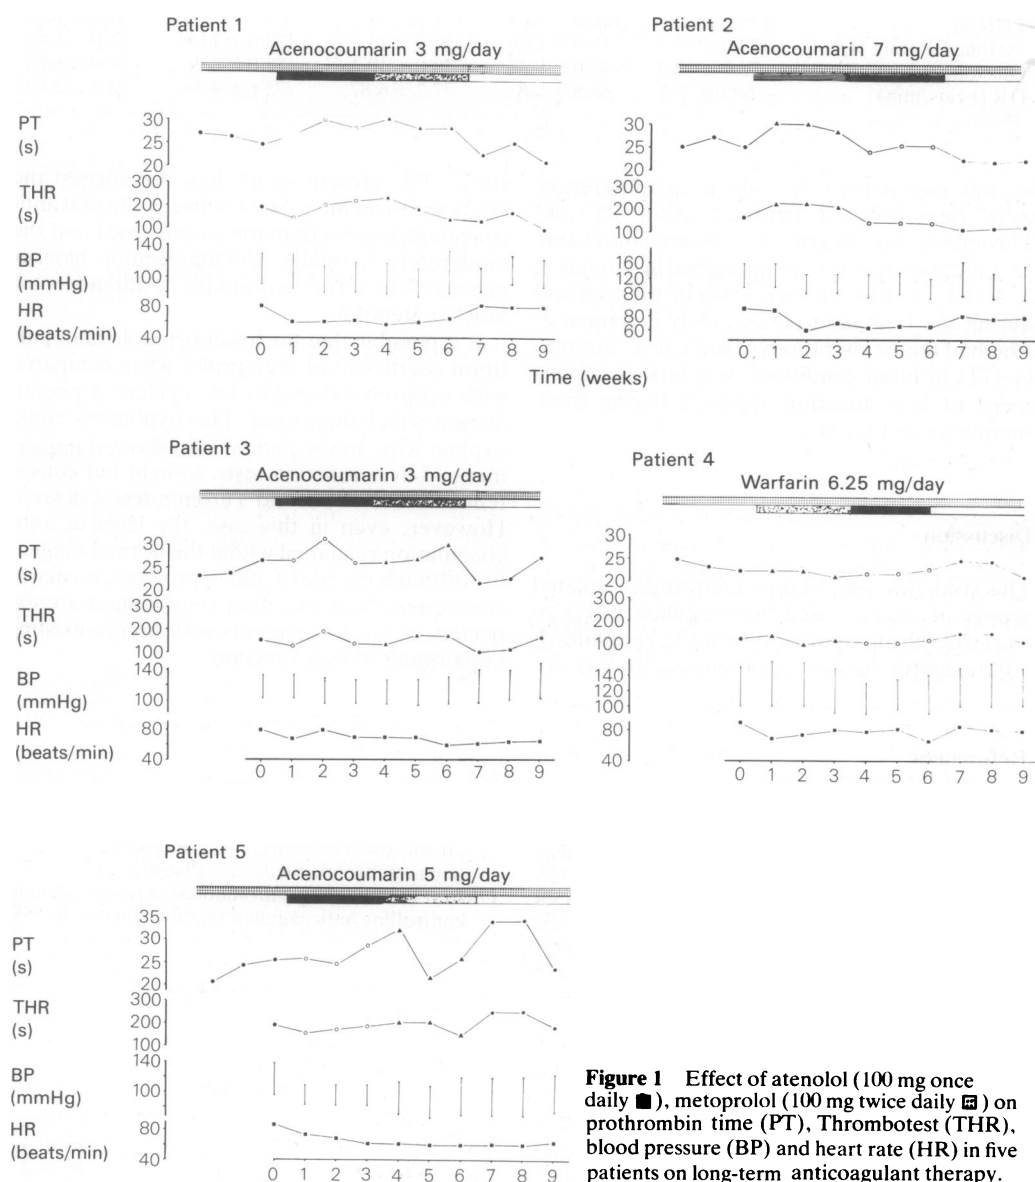 Patient 1
Acenocoumarin 3 mg/day
PT
(s)
30
25
20
THR
(s)
300
200
100
BP
(mmHg)
140
100
HR
(beats/min)
80
40
0 1 2 3 4 5 6 7 8 9
Patient 2
Acenocoumarin 7 mg/day
30
25
20
300
200
100
160
120
80
80
60
0 1 2 3 4 5 6 7 8 9
Time (weeks)
Patient 3
Acenocoumarin 3 mg/day
PT
(s)
30
25
20
THR
(s)
300
200
100
BP
(mmHg)
140
100
HR
(beats/min)
80
40
0 1 2 3 4 5 6 7 8 9
Patient 4
Warfarin 6.25 mg/day
30
25
20
300
200
100
140
120
100
80
40
0 1 2 3 4 5 6 7 8 9
Patient 5
Acenocoumarin 5 mg/day
PT
(s)
35
30
25
20
THR
(s)
300
200
100
BP
(mmHg)
140
100
HR
(beats/min)
80
40
0 1 2 3 4 5 6 7 8 9
Figure 1 Effect of atenolol (100 mg once
daily ), metoprolol (100 mg twice daily ) on
prothrombin time (PT), Thrombotest (THR),
blood pressure (BP) and heart rate (HR) in five
patients on long-term anticoagulant therapy.